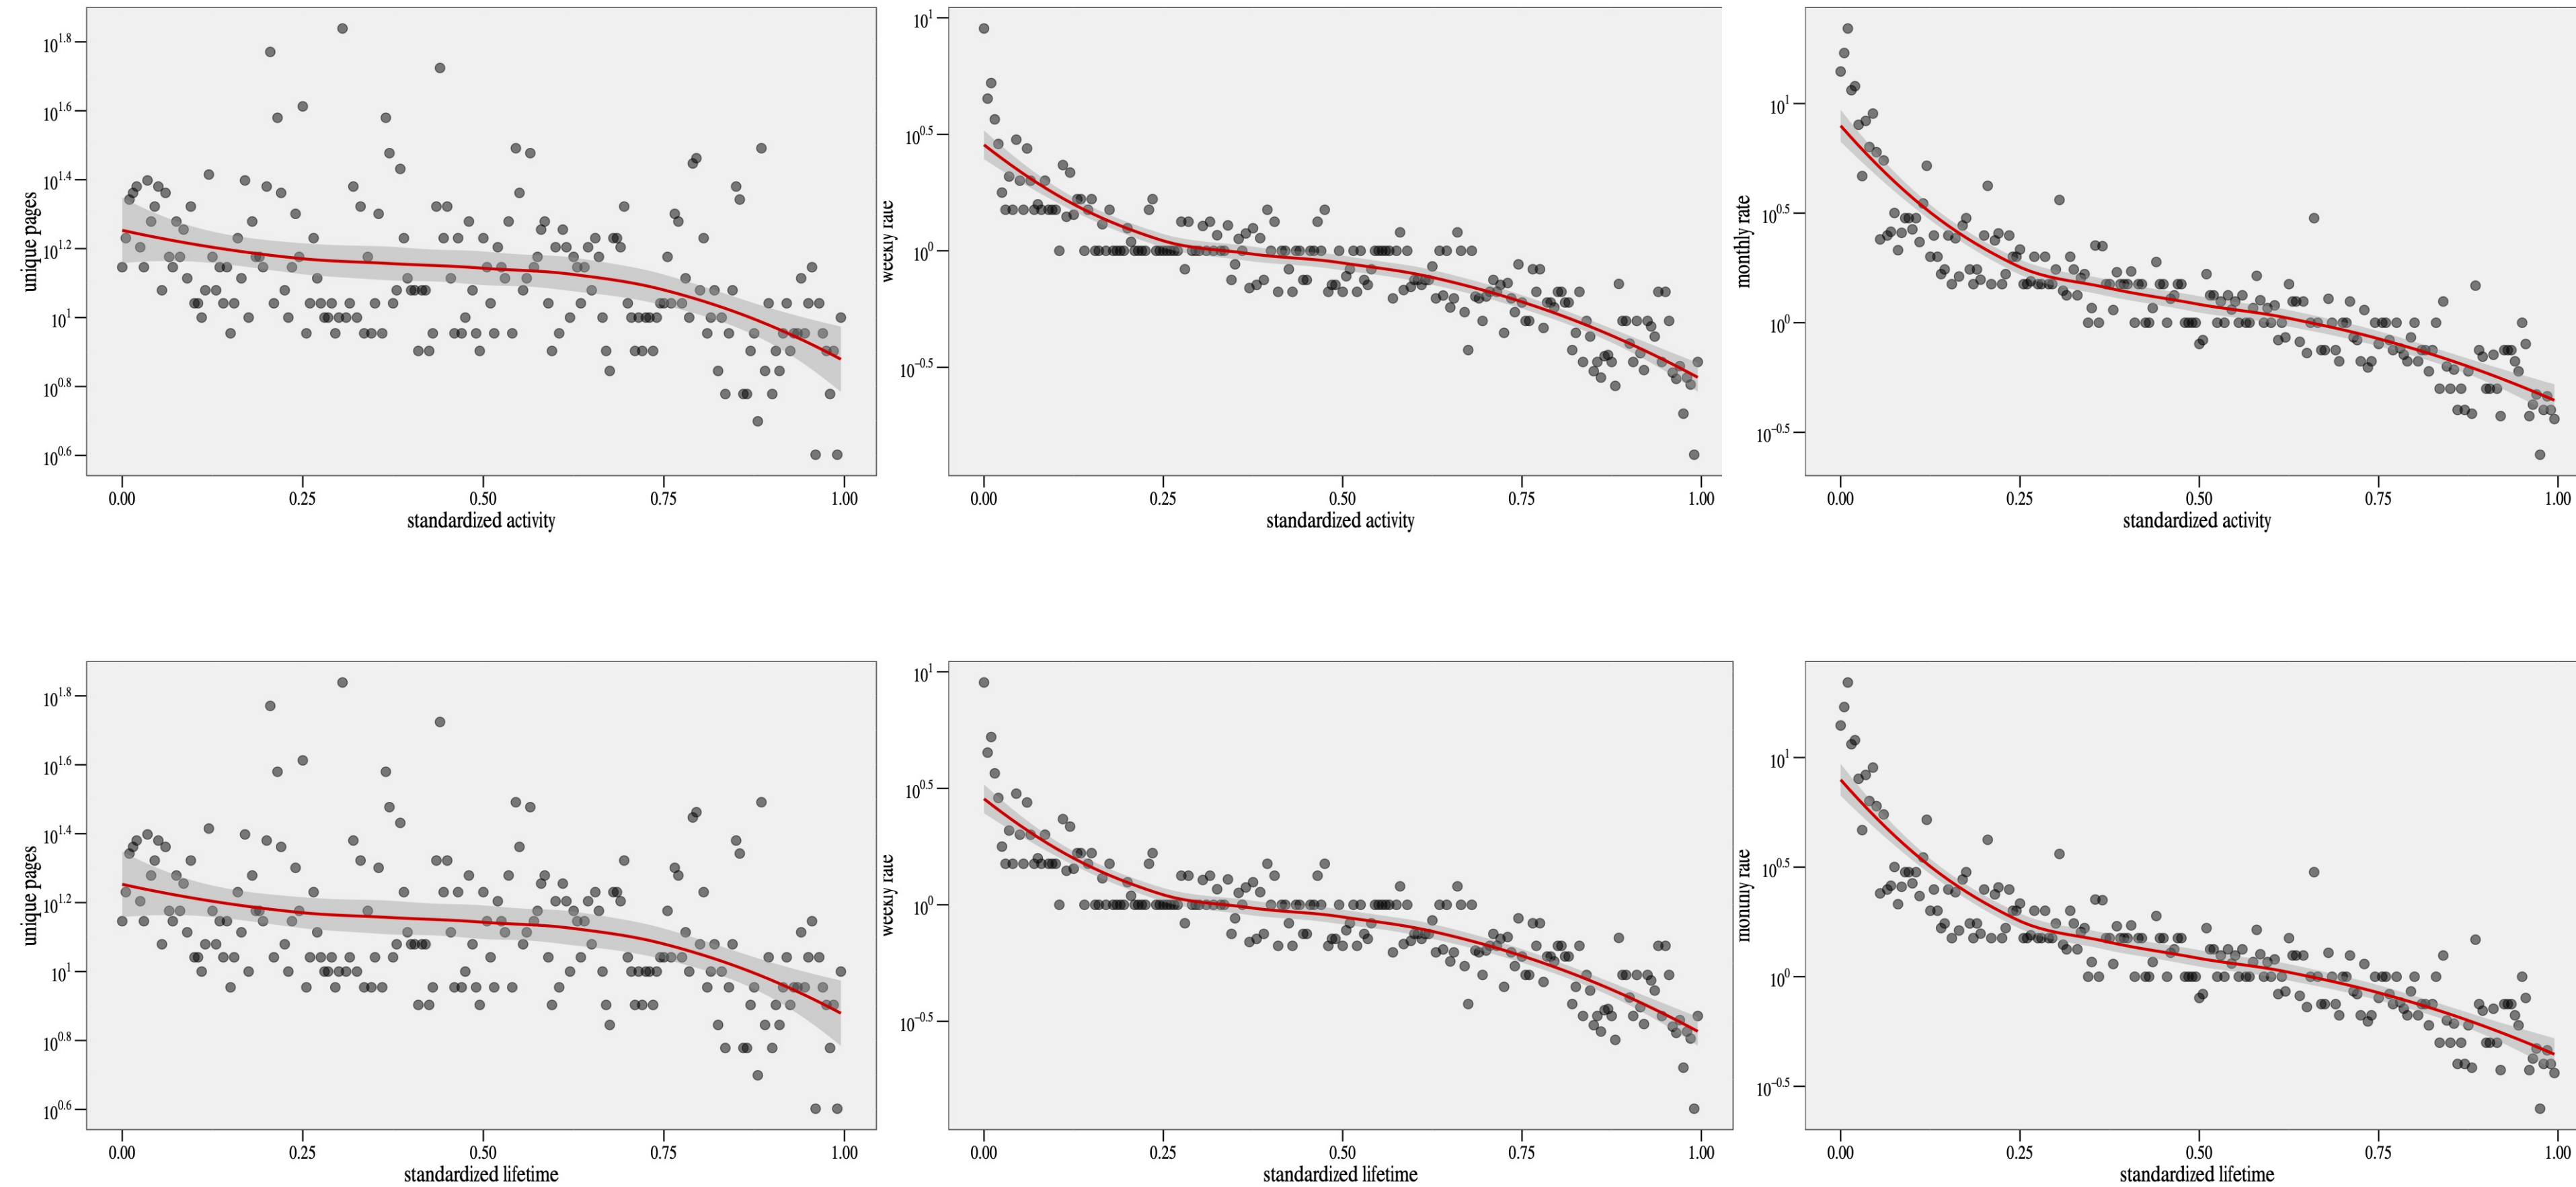 unique pages
10^1.8
10^1.6
10^1.4
10^1.2
10^1
10^0.8
10^0.6
0.00 0.25 0.50 0.75 1.00
standardized activity
weekly rate
10^1
10^0.5
10^0
10^−0.5
0.00 0.25 0.50 0.75 1.00
standardized activity
monthly rate
10^1
10^0.5
10^0
10^−0.5
0.00 0.25 0.50 0.75 1.00
standardized activity
unique pages
10^1.8
10^1.6
10^1.4
10^1.2
10^1
10^0.8
10^0.6
0.00 0.25 0.50 0.75 1.00
standardized lifetime
weekly rate
10^1
10^0.5
10^0
10^−0.5
0.00 0.25 0.50 0.75 1.00
standardized lifetime
monthly rate
10^1
10^0.5
10^0
10^−0.5
0.00 0.25 0.50 0.75 1.00
standardized lifetime